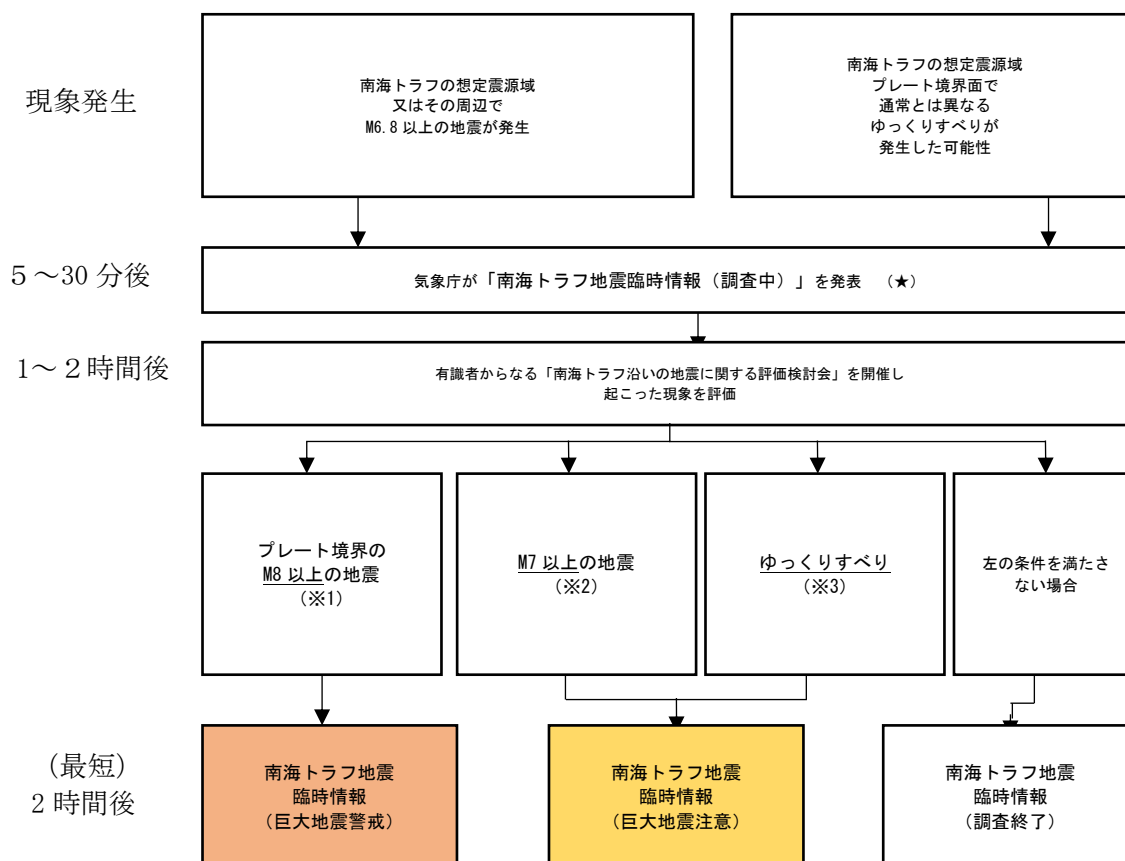 現象発生
南海トラフの想定震源域
又はその周辺で
M6.8以上の地震が発生
南海トラフの想定震源域
プレート境界面で
通常とは異なる
ゆっくりすべりが
発生した可能性
5～30分後
気象庁が「南海トラフ地震臨時情報（調査中）」を発表　（★）
1～2時間後
有識者からなる「南海トラフ沿いの地震に関する評価検討会」を開催し
起こった現象を評価
プレート境界の
M8以上の地震
（※1）
M7以上の地震
（※2）
ゆっくりすべり
（※3）
左の条件を満たさ
ない場合
（最短）
2時間後
南海トラフ地震
臨時情報
（巨大地震警戒）
南海トラフ地震
臨時情報
（巨大地震注意）
南海トラフ地震
臨時情報
（調査終了）